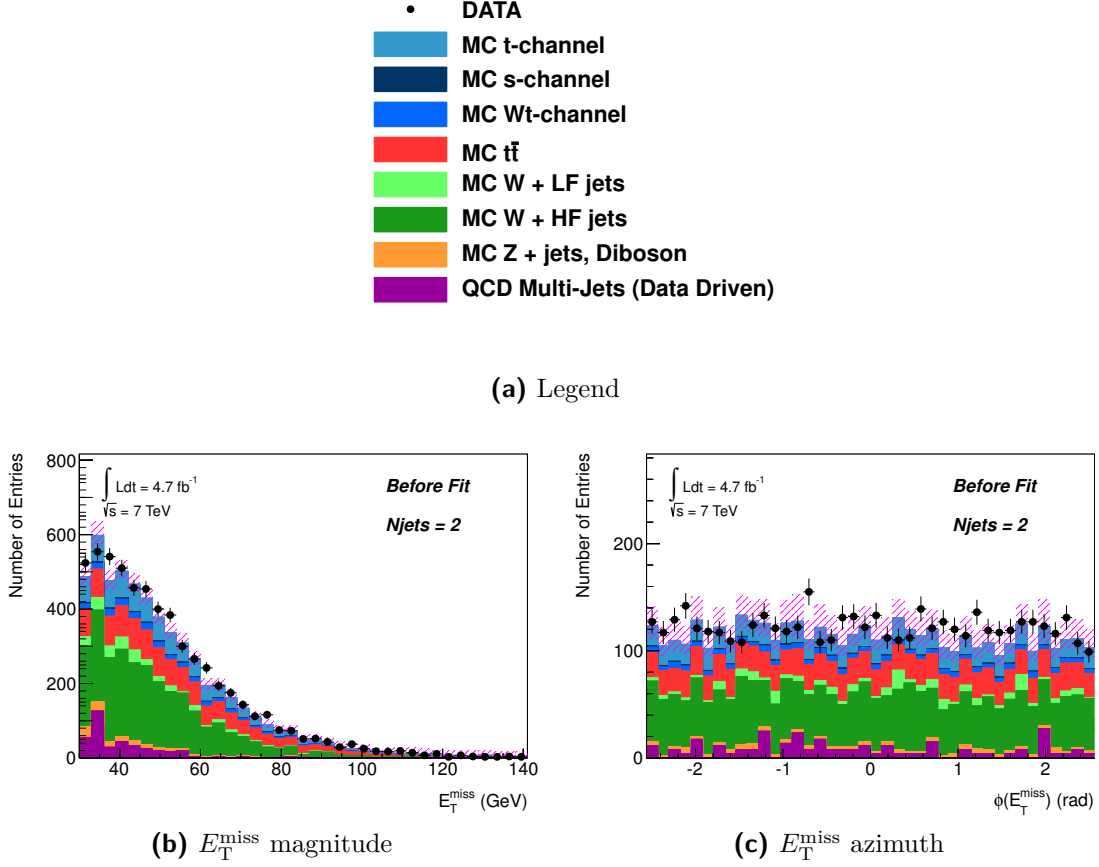 DATA
MC t-channel
MC s-channel
MC Wt-channel
MC tt̄
MC W + LF jets
MC W + HF jets
MC Z + jets, Diboson
QCD Multi-Jets (Data Driven)
(a) Legend
Number of Entries
800
600
400
200
0
∫ Ldt = 4.7 fb⁻¹
√s = 7 TeV
Before Fit
Njets = 2
40 60 80 100 120 140
E_T^miss (GeV)
(b) E_T^miss magnitude
Number of Entries
200
100
0
∫ Ldt = 4.7 fb⁻¹
√s = 7 TeV
Before Fit
Njets = 2
-2 -1 0 1 2
ϕ(E_T^miss) (rad)
(c) E_T^miss azimuth